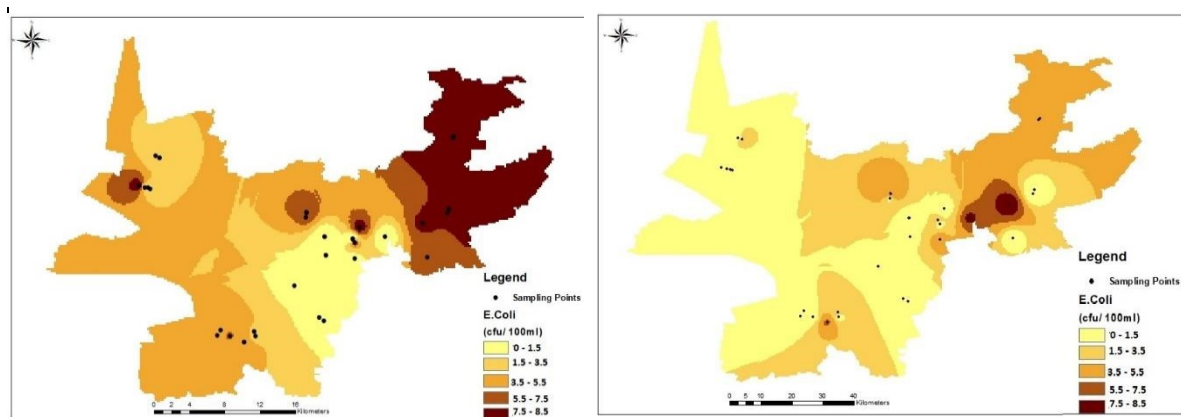 Legend
Sampling Points
E.Coli
(cfu/ 100ml)
0 - 1.5
1.5 - 3.5
3.5 - 5.5
5.5 - 7.5
7.5 - 8.5
0 4 8 12 16
Kilometers
Legend
Sampling Points
E.Coli
(cfu/ 100ml)
0 - 1.5
1.5 - 3.5
3.5 - 5.5
5.5 - 7.5
7.5 - 8.5
0 5 10 20 30 40
Kilometers